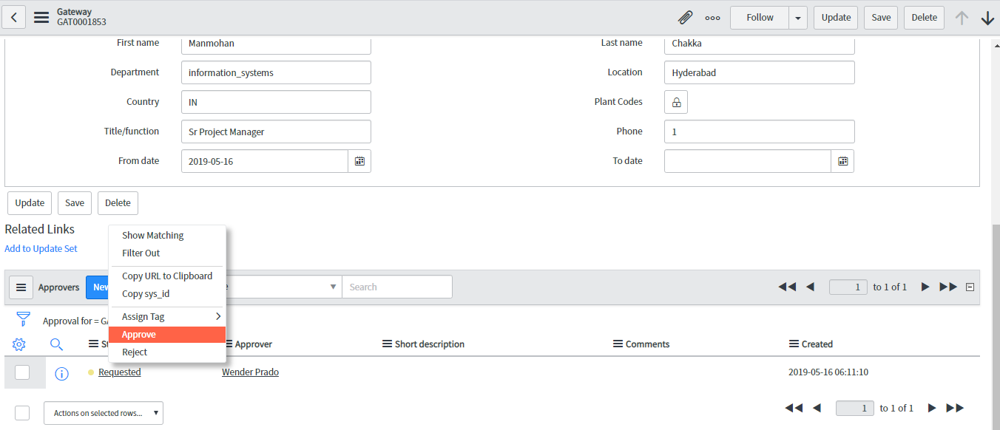 Gateway
GAT0001853
Follow
Update
Save
Delete
First name
Manmohan
Last name
Chakka
Department
information_systems
Location
Hyderabad
Country
IN
Plant Codes
Title/function
Sr Project Manager
Phone
1
From date
2019-05-16
To date
Update
Save
Delete
Related Links
Add to Update Set
Show Matching
Filter Out
Copy URL to Clipboard
Copy sys_id
Assign Tag
Approve
Reject
Approvers
Search
1 to 1 of 1
Approval for =
Approver
Short description
Comments
Created
Requested
Wender Prado
2019-05-16 06:11:10
Actions on selected rows...
1 to 1 of 1